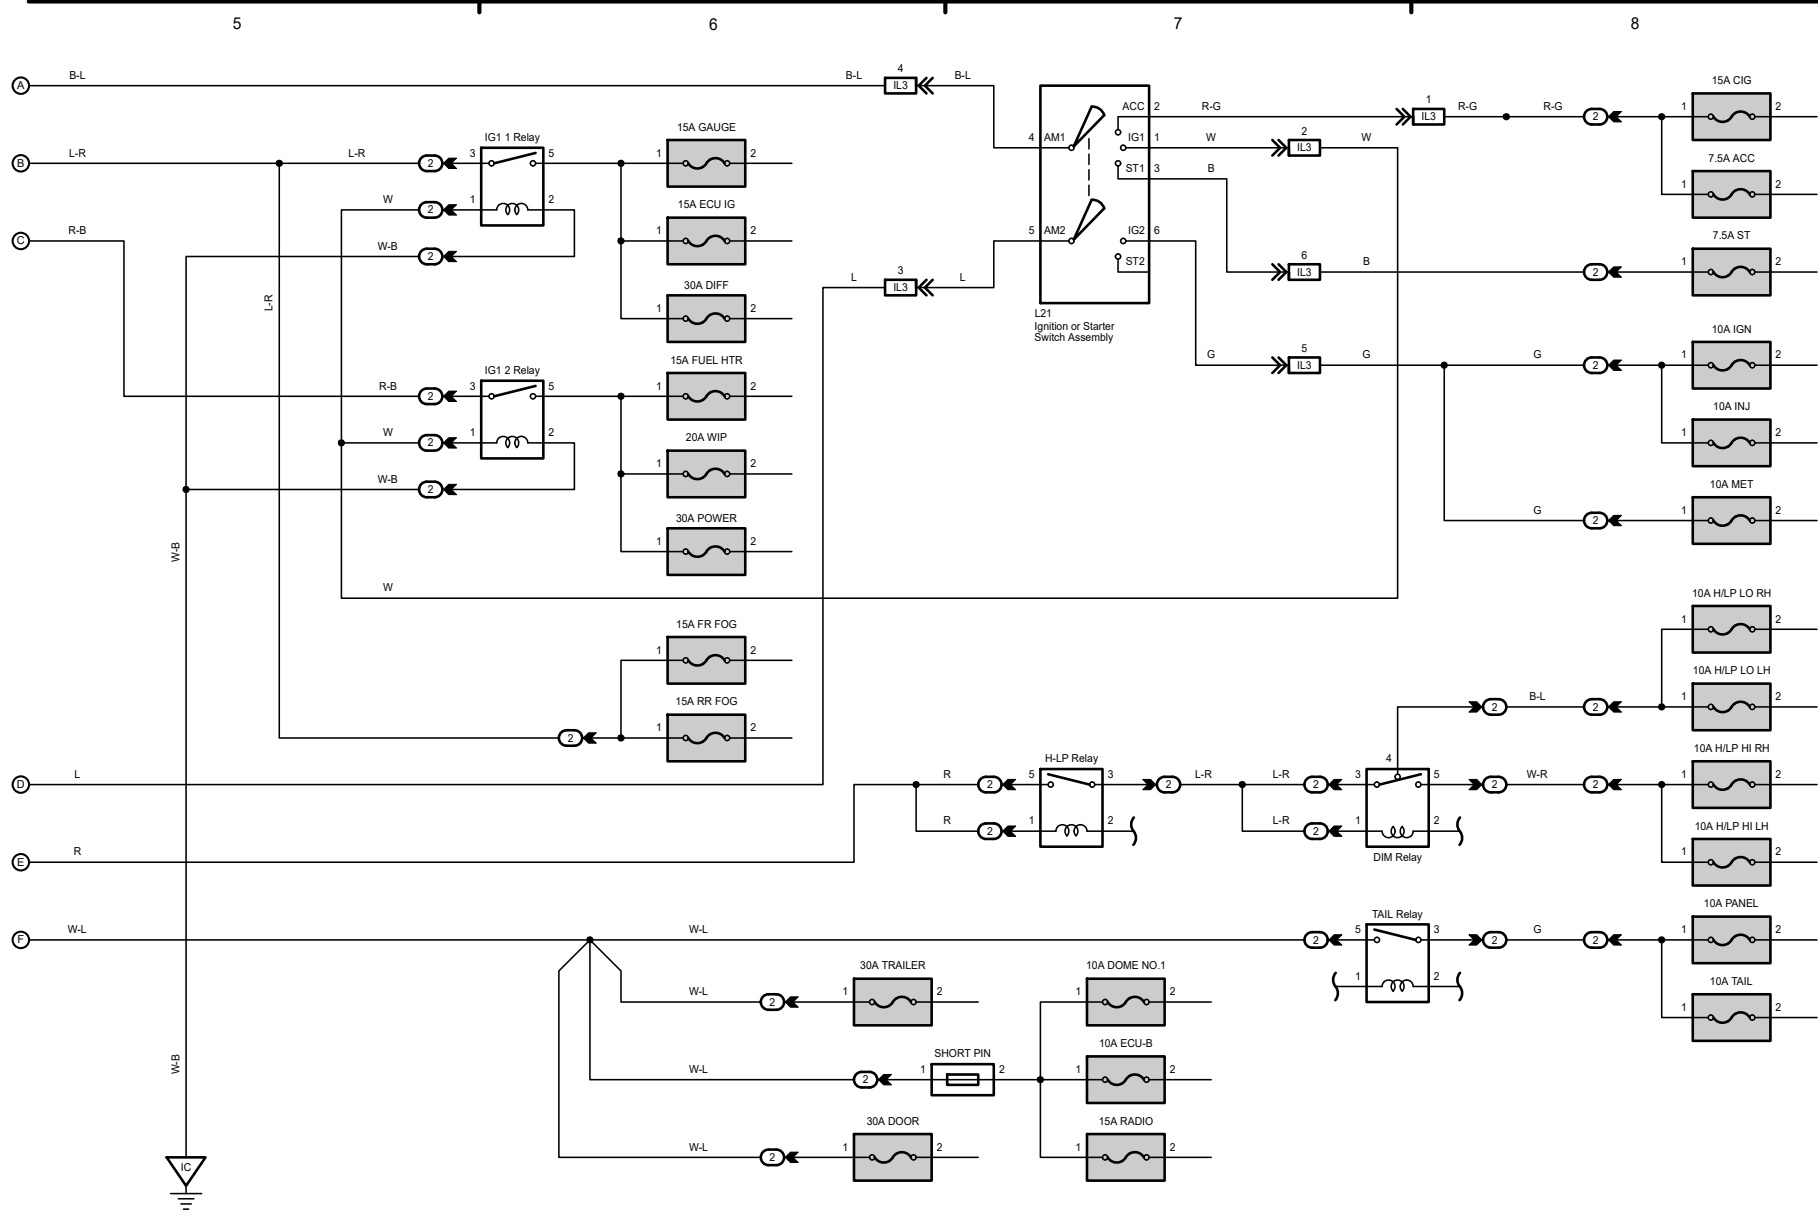 5 6 7 8
A B-L B-L 4 IL3 B-L
15A CIG
ACC 2 R-G 1 IL3 R-G R-G 2 1 2
IG1 1 Relay 15A GAUGE
4 AM1 IG1 1 W 2 IL3 W
B L-R L-R 2 3 5 1 2
ST1 3 B
7.5A ACC
1 2
15A ECU IG
W 2 1 2
C R-B 1 2
5 AM2 IG2 6
7.5A ST
W-B 2
ST2
6 IL3 B 2 1 2
L 3 IL3 L
30A DIFF
L-R
1 2
L21
Ignition or Starter
Switch Assembly
10A IGN
G 5 IL3 G G 2 1 2
IG1 2 Relay 15A FUEL HTR
R-B 2 3 5 1 2
10A INJ
1 2
W 2 1 2
20A WIP
1 2
W-B 2
10A MET
G 2 1 2
30A POWER
1 2
W-B
W
10A H/LP LO RH
1 2
15A FR FOG
1 2
10A H/LP LO LH
2 B-L 2 1 2
15A RR FOG
2 1 2
H-LP Relay 4 10A H/LP HI RH
D L
R 2 5 3 2 L-R L-R 2 3 5 2 W-R 2 1 2
R 2 1 2 L-R 2 1 2
10A H/LP HI LH
DIM Relay
E R 1 2
10A PANEL
TAIL Relay
F W-L W-L 2 5 3 2 G 2 1 2
30A TRAILER 10A DOME NO.1
1 2
10A TAIL
W-L 2 1 2 1 2 1 2
SHORT PIN 10A ECU-B
W-B
W-L 2 1 2 1 2
30A DOOR 15A RADIO
W-L 2 1 2 1 2
IC